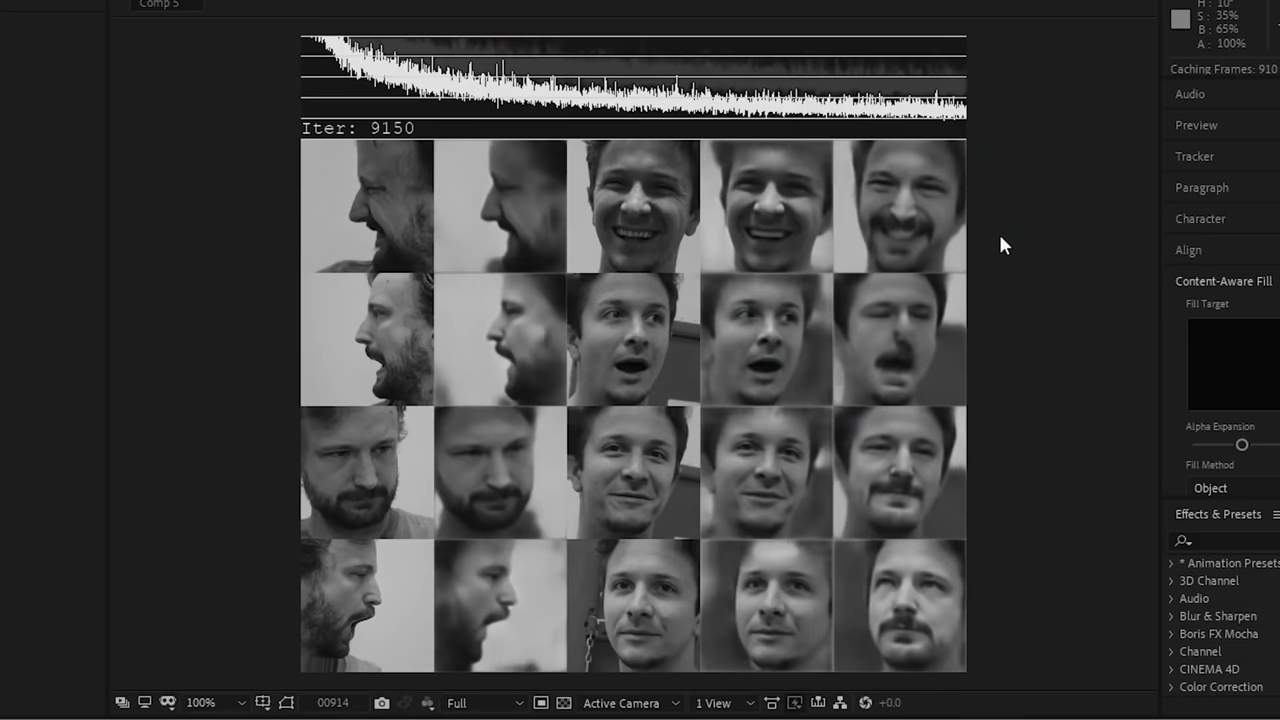 Comp 5
H : 10°
S : 35%
B : 65%
A : 100%
Caching Frames: 910
Audio
Preview
Tracker
Paragraph
Character
Align
Content-Aware Fill
Fill Target
Alpha Expansion
Fill Method
Object
Effects & Presets
* Animation Presets
3D Channel
Audio
Blur & Sharpen
Boris FX Mocha
Channel
CINEMA 4D
Color Correction
Iter: 9150
100%
00914
Full
Active Camera
1 View
+0.0